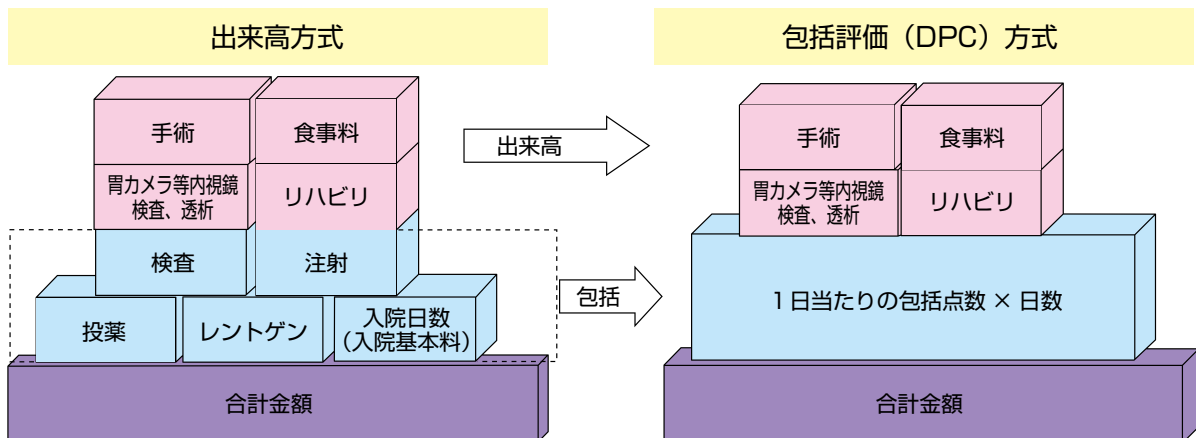 出来高方式
手術
食事料
胃カメラ等内視鏡
検査、透析
リハビリ
検査
注射
投薬
レントゲン
入院日数
(入院基本料)
合計金額
出来高
包括
包括評価（DPC）方式
手術
食事料
胃カメラ等内視鏡
検査、透析
リハビリ
１日当たりの包括点数 × 日数
合計金額